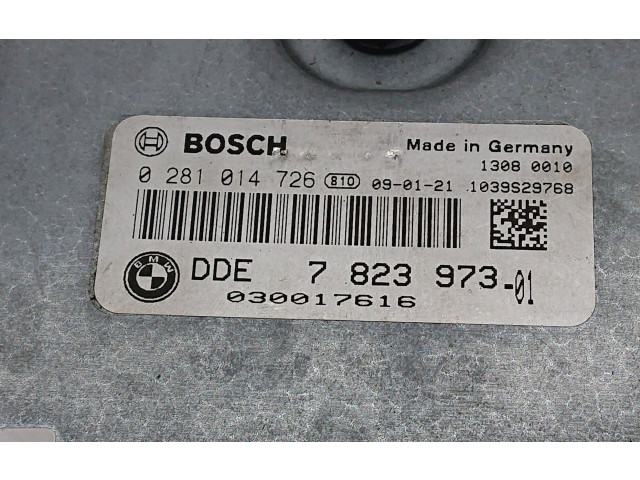 BOSCH Made in Germany
1308 0010
0 281 014 726 810 09-01-21 1039S29768
BMW DDE 7 823 973-01
030017616